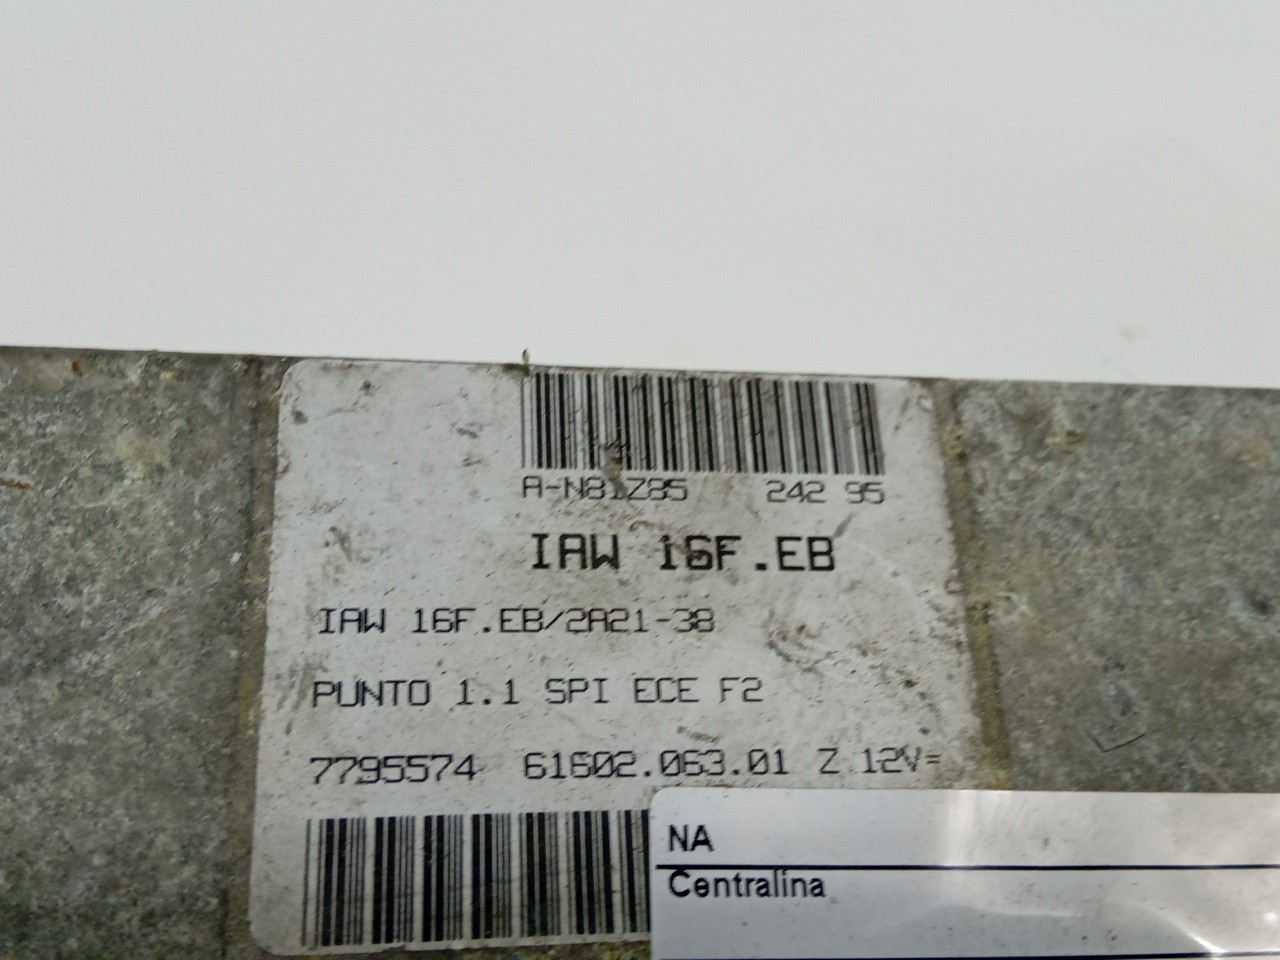 A-N81Z85 242 95
IAW 16F.EB
IAW 16F.EB/2A21-38
PUNTO 1.1 SPI ECE F2
7795574 61602.063.01 Z 12V=
NA
Centralina